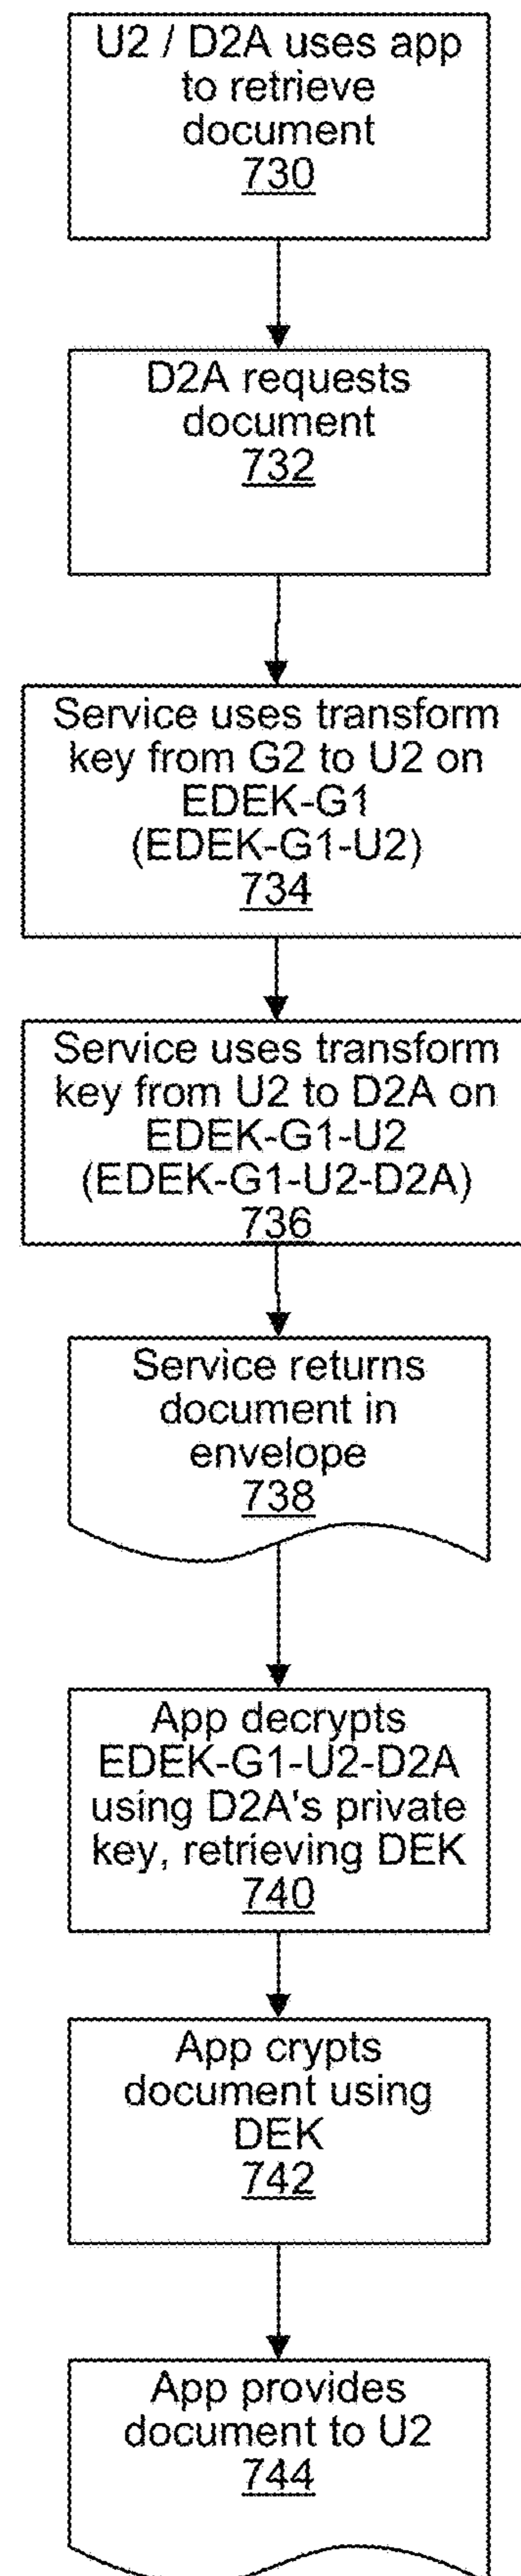 U2 / D2A uses app
to retrieve
document
730
D2A requests
document
732
Service uses transform
key from G2 to U2 on
EDEK-G1
(EDEK-G1-U2)
734
Service uses transform
key from U2 to D2A on
EDEK-G1-U2
(EDEK-G1-U2-D2A)
736
Service returns
document in
envelope
738
App decrypts
EDEK-G1-U2-D2A
using D2A's private
key, retrieving DEK
740
App crypts
document using
DEK
742
App provides
document to U2
744